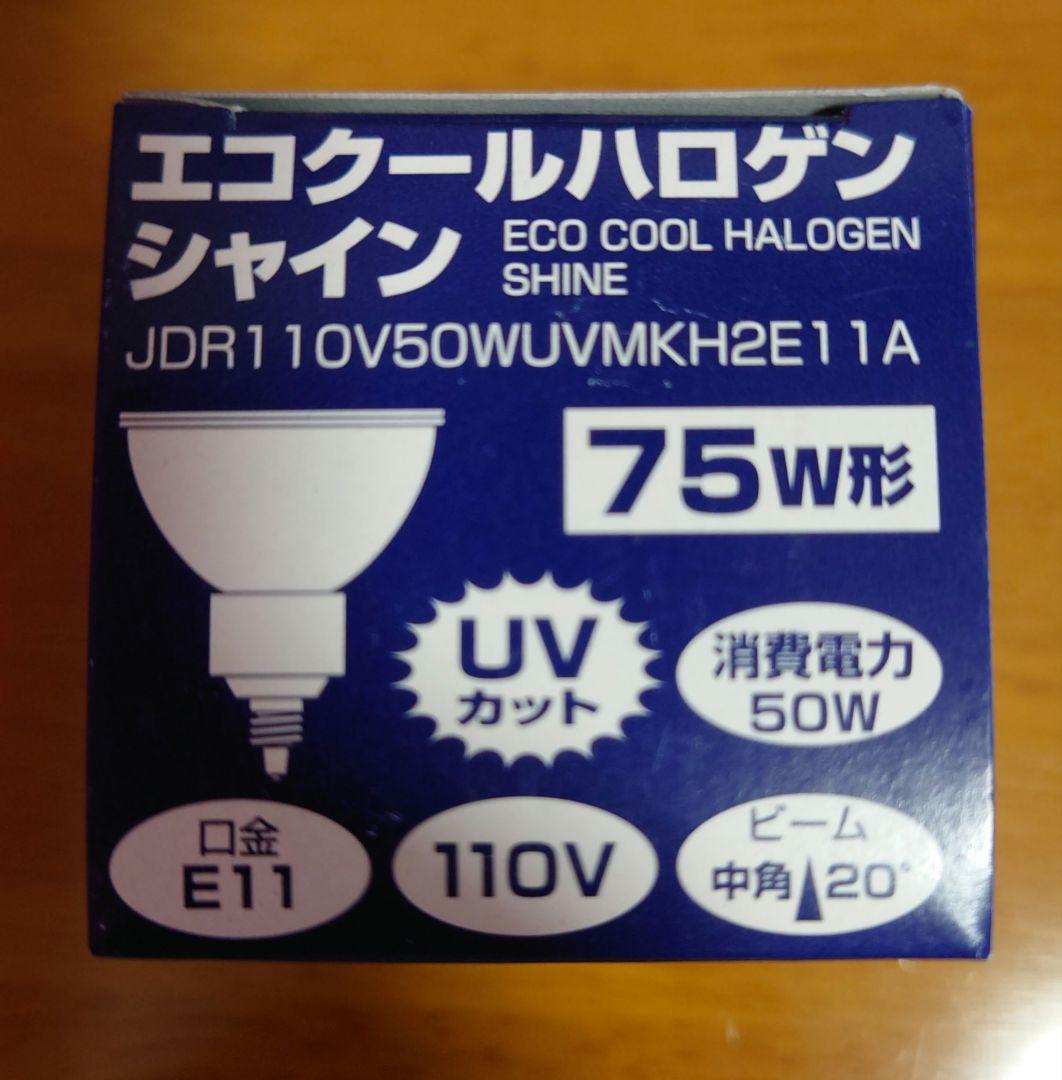 エコクールハロゲン
シャイン
ECO COOL HALOGEN
SHINE
JDR110V50WUVMKH2E11A
75W形
UV
カット
消費電力
50W
口金
E11
110V
ビーム
中角 20°